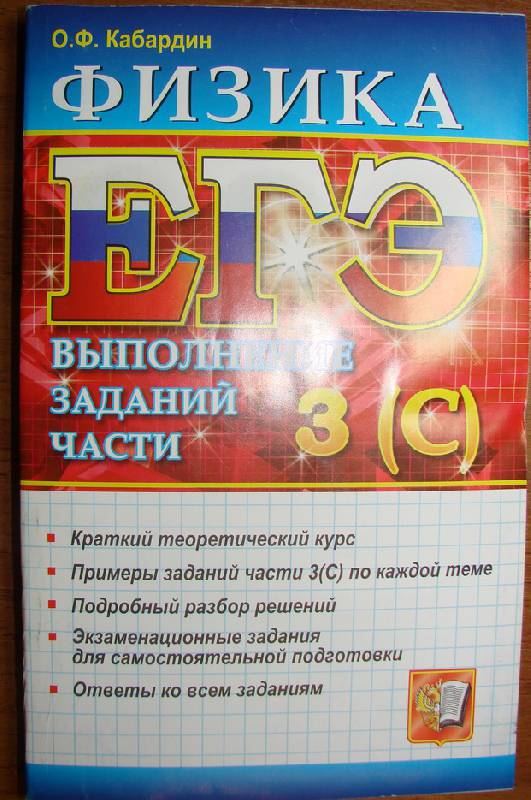 О.Ф. Кабардин
ФИЗИКА
ЕГЭ
ВЫПОЛНЕНИЕ
ЗАДАНИЙ
ЧАСТИ 3 (С)
Краткий теоретический курс
Примеры заданий части 3(С) по каждой теме
Подробный разбор решений
Экзаменационные задания
для самостоятельной подготовки
Ответы ко всем заданиям